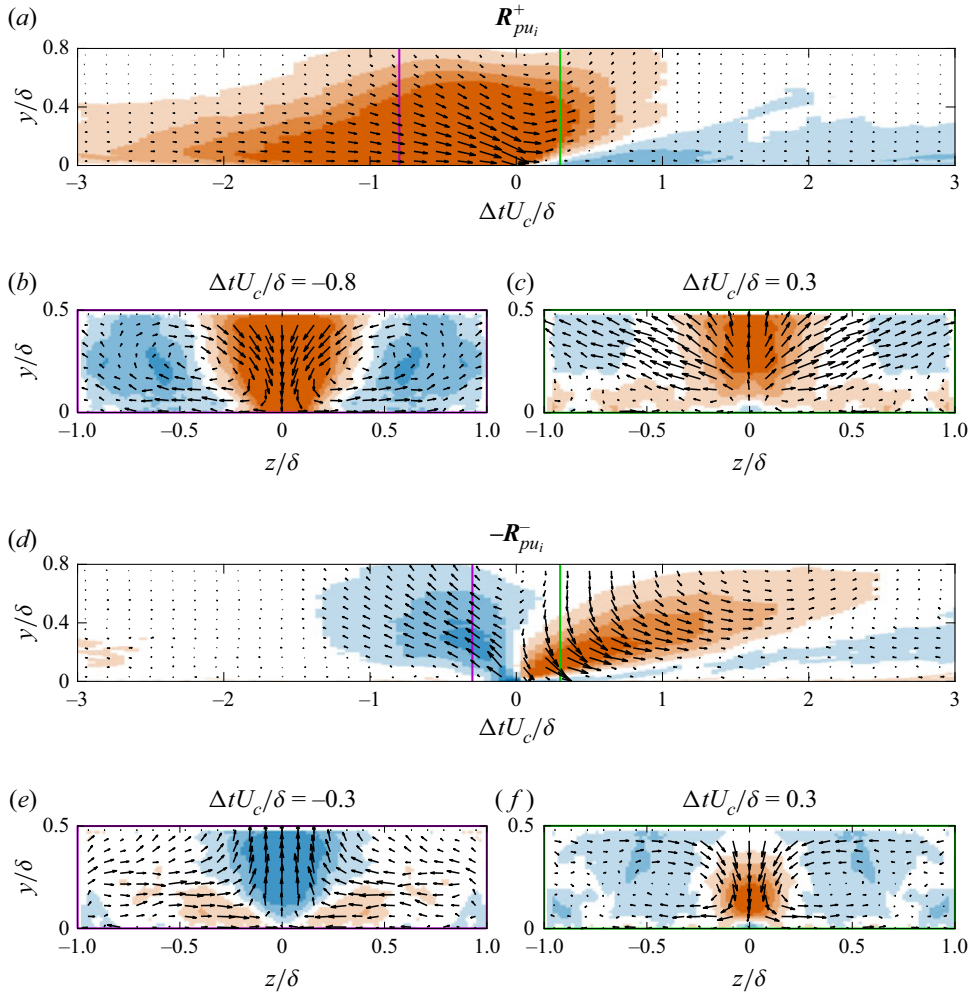 (a) R⁺ₚᵤᵢ
0.8
y/δ 0.4
0
–3 –2 –1 0 1 2 3
ΔtU_c/δ
(b) ΔtU_c/δ = –0.8 (c) ΔtU_c/δ = 0.3
0.5 0.5
y/δ y/δ
0 0
–1.0 –0.5 0 0.5 1.0 –1.0 –0.5 0 0.5 1.0
z/δ z/δ
(d) –R⁻ₚᵤᵢ
0.8
y/δ 0.4
0
–3 –2 –1 0 1 2 3
ΔtU_c/δ
(e) ΔtU_c/δ = –0.3 (f) ΔtU_c/δ = 0.3
0.5 0.5
y/δ y/δ
0 0
–1.0 –0.5 0 0.5 1.0 –1.0 –0.5 0 0.5 1.0
z/δ z/δ